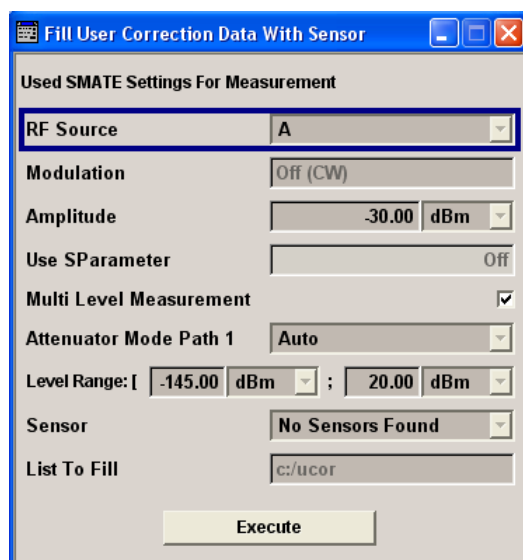 Fill User Correction Data With Sensor
Used SMATE Settings For Measurement
RF Source A
Modulation Off (CW)
Amplitude -30.00 dBm
Use SParameter Off
Multi Level Measurement
Attenuator Mode Path 1 Auto
Level Range: [ -145.00 dBm ; 20.00 dBm
Sensor No Sensors Found
List To Fill c:/ucor
Execute